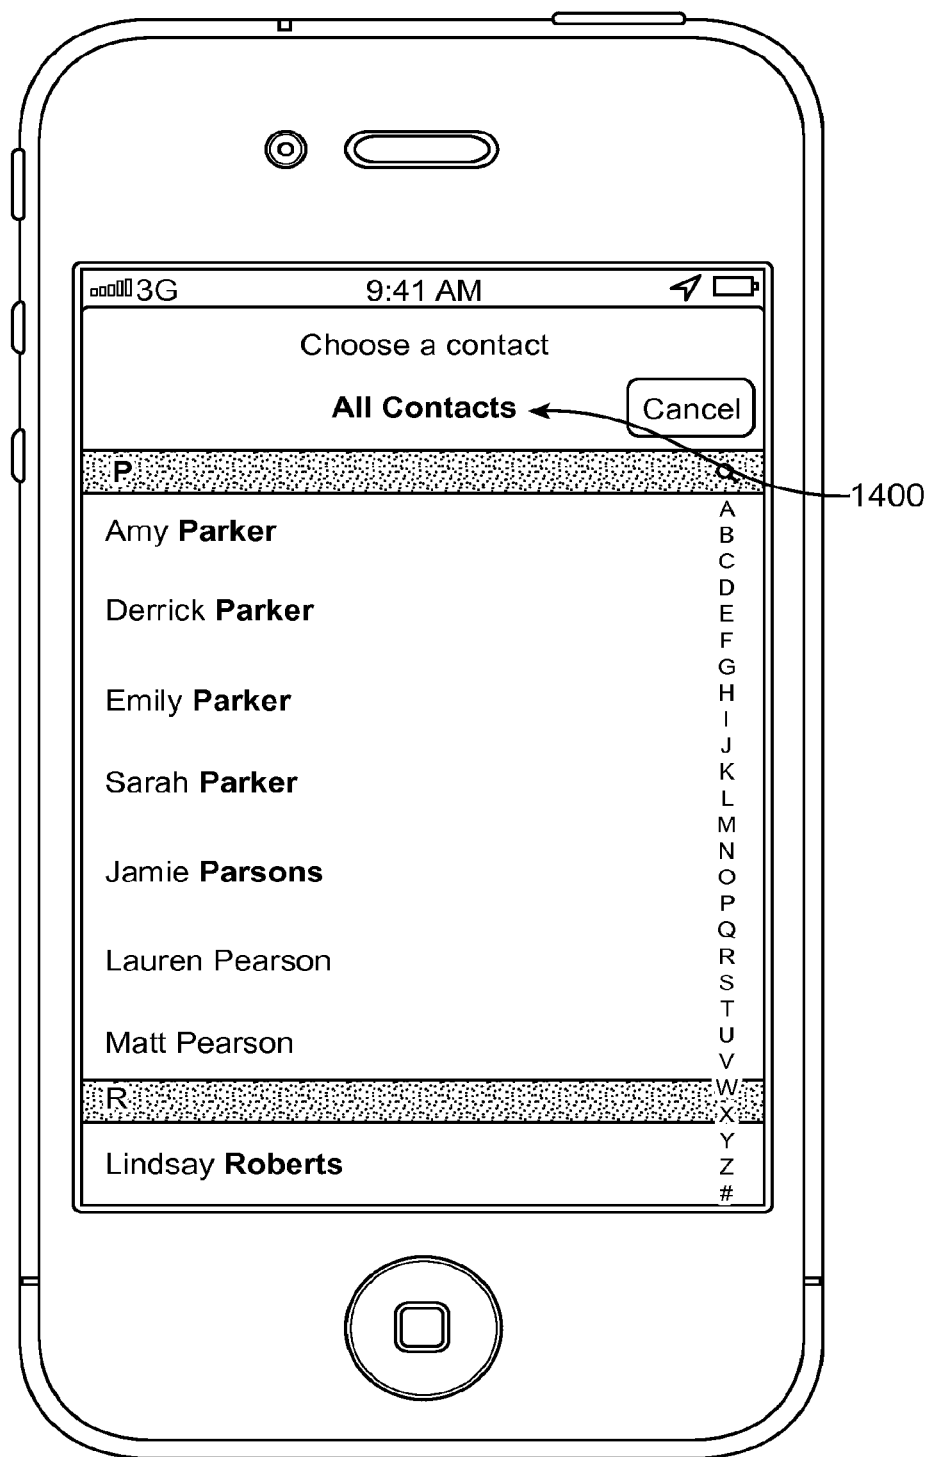 3G 9:41 AM
Choose a contact
All Contacts Cancel
P
1400
Amy Parker
Derrick Parker
Emily Parker
Sarah Parker
Jamie Parsons
Lauren Pearson
Matt Pearson
R
Lindsay Roberts
A
B
C
D
E
F
G
H
I
J
K
L
M
N
O
P
Q
R
S
T
U
V
W
X
Y
Z
#